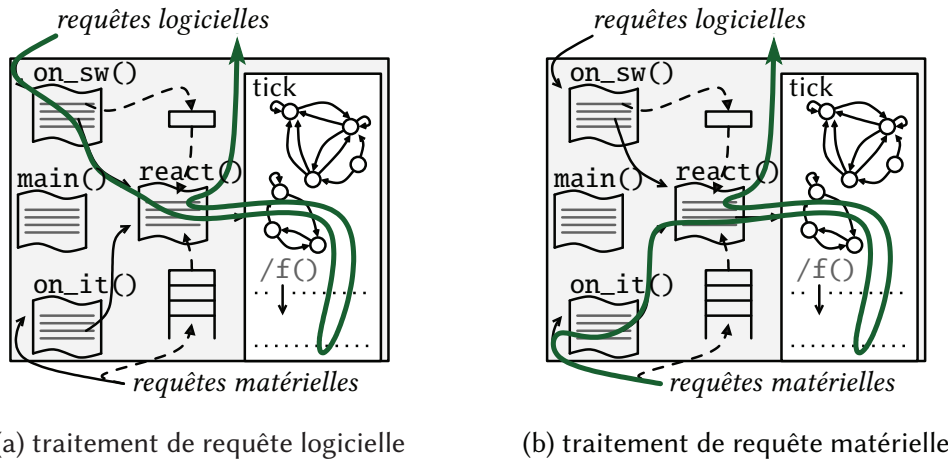 requêtes logicielles
on_sw()
tick
main()
react()
on_it()
/f()
requêtes matérielles
(a) traitement de requête logicielle
requêtes logicielles
on_sw()
tick
main()
react()
on_it()
/f()
requêtes matérielles
(b) traitement de requête matérielle